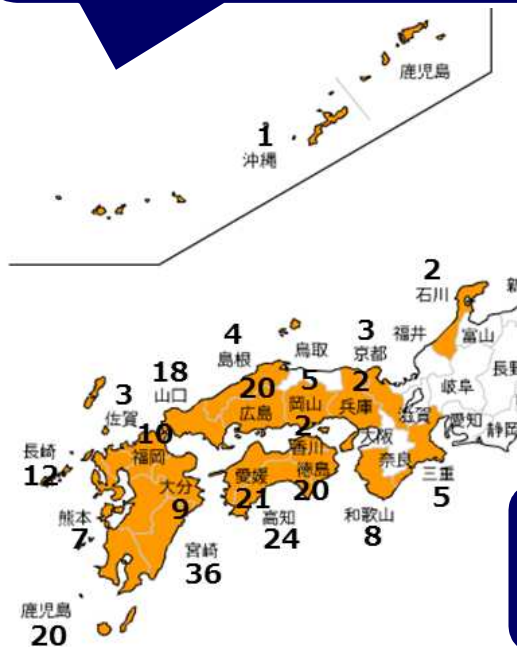 鹿児島
1
沖縄
2
石川
新
富山
福井
長野
岐阜
4
島根
鳥取
3
京都
18
山口
20
広島
5
岡山
2
兵庫
滋賀
愛知
静岡
3
佐賀
10
福岡
2
香川
大阪
奈良
長崎
12
大分
9
愛媛
21
徳島
20
三重
5
熊本
7
高知
24
和歌山
8
宮崎
36
鹿児島
20